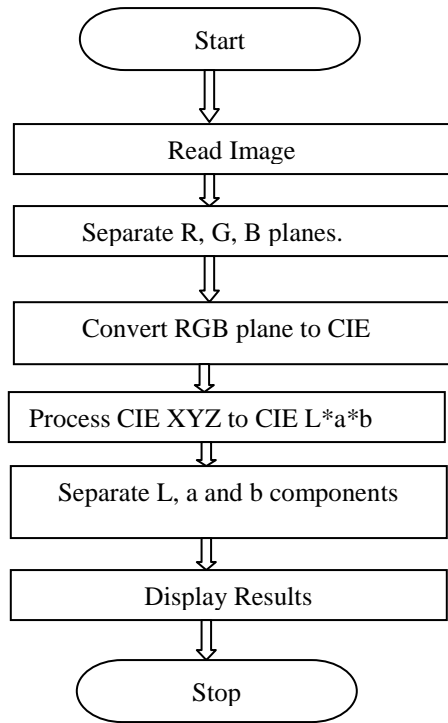 Start
Read Image
Separate R, G, B planes.
Convert RGB plane to CIE
Process CIE XYZ to CIE L*a*b
Separate L, a and b components
Display Results
Stop